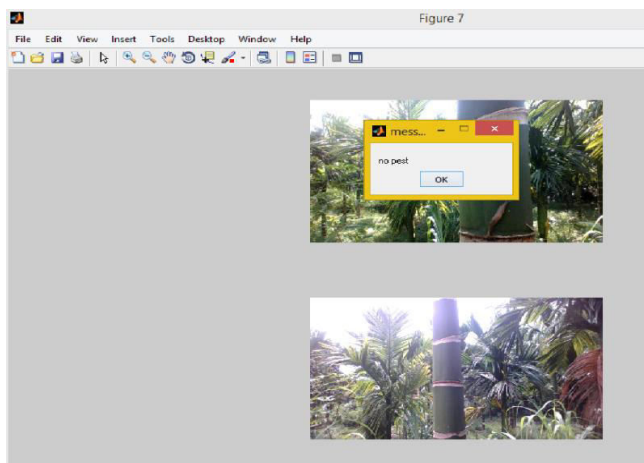 Figure 7
File Edit View Insert Tools Desktop Window Help
mess...
no pest
OK